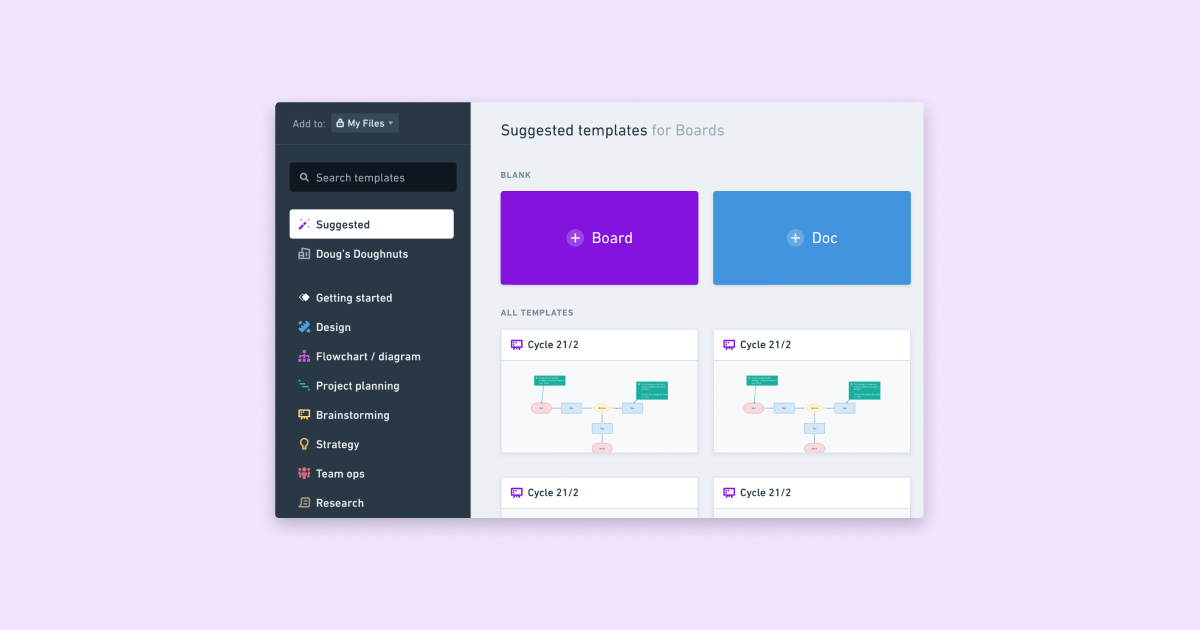 Add to: My Files
Search templates
Suggested
Doug's Doughnuts
Getting started
Design
Flowchart / diagram
Project planning
Brainstorming
Strategy
Team ops
Research
Suggested templates for Boards
BLANK
Board
Doc
ALL TEMPLATES
Cycle 21/2
Cycle 21/2
Cycle 21/2
Cycle 21/2